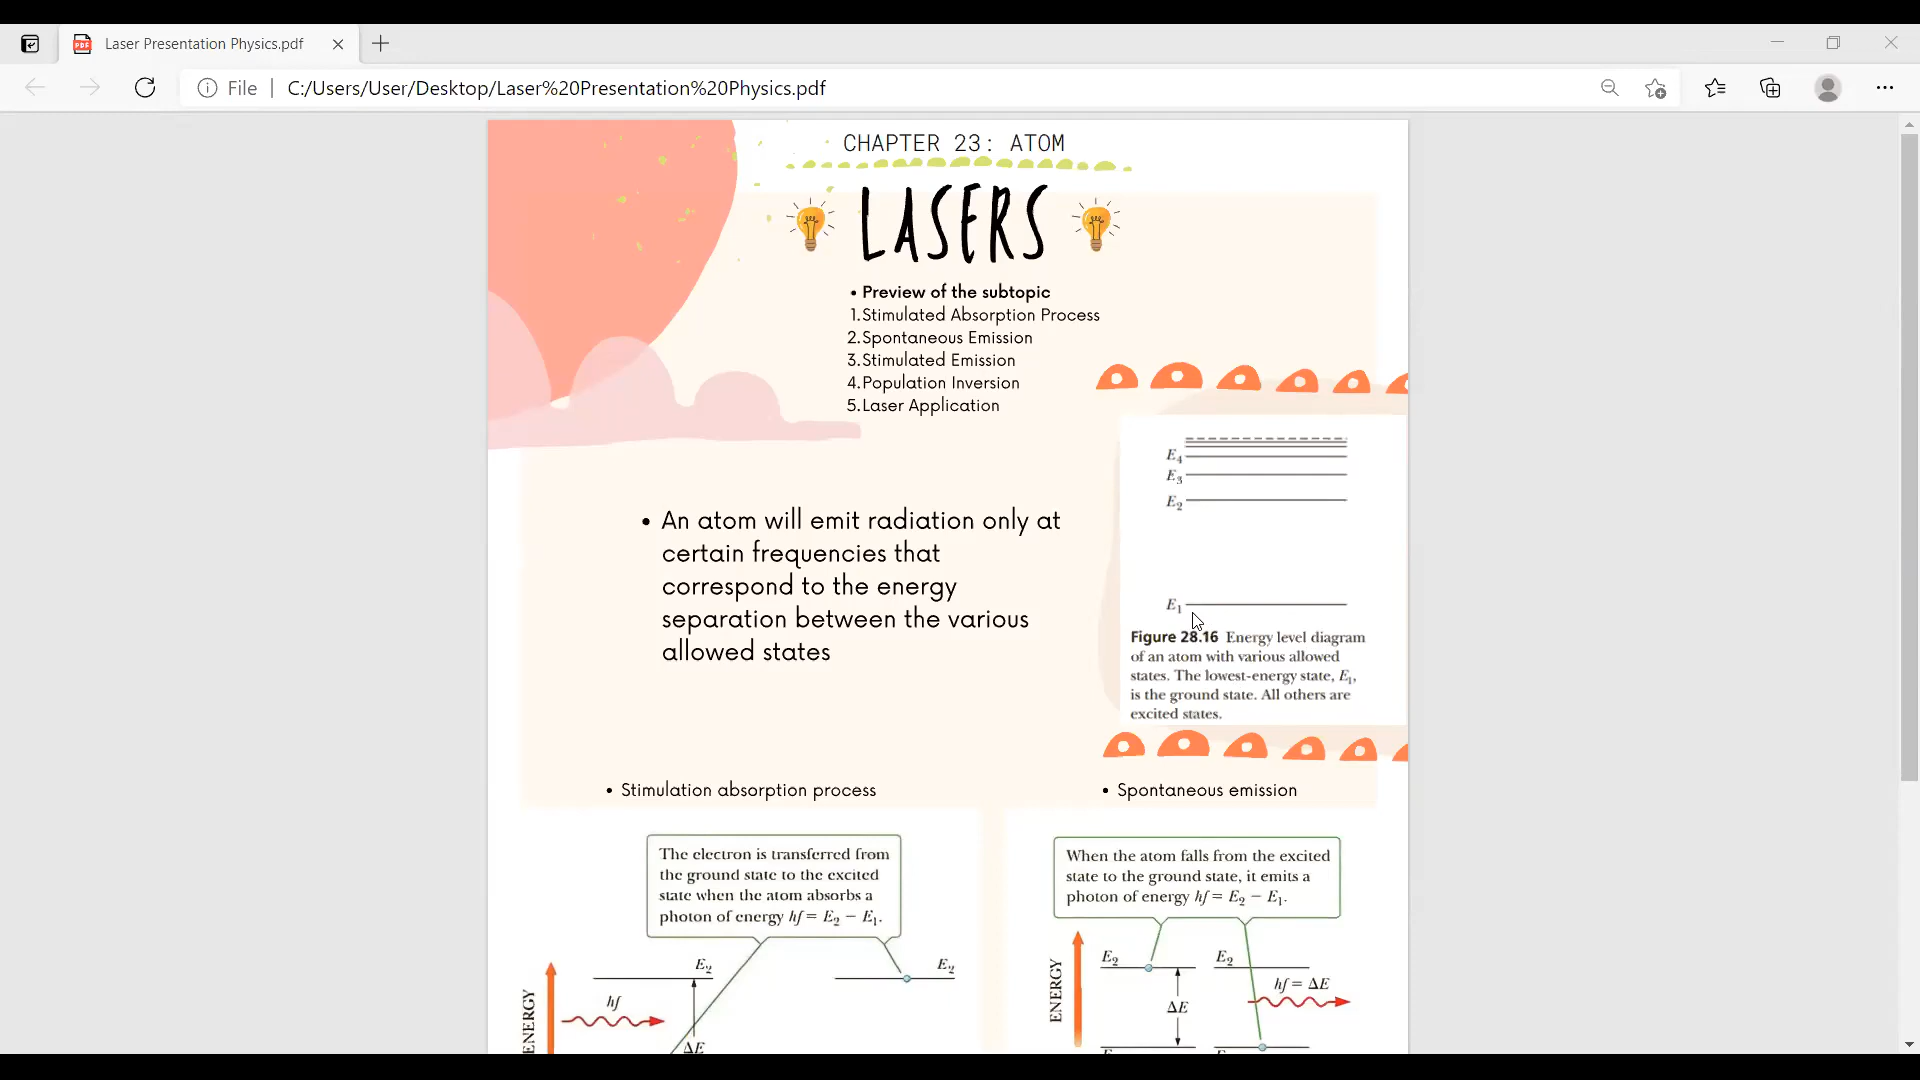 Laser Presentation Physics.pdf
File
C:/Users/User/Desktop/Laser%20Presentation%20Physics.pdf
CHAPTER 23: ATOM
LASERS
• Preview of the subtopic
1.Stimulated Absorption Process
2.Spontaneous Emission
3.Stimulated Emission
4.Population Inversion
5.Laser Application
• An atom will emit radiation only at
certain frequencies that
correspond to the energy
separation between the various
allowed states
E4
E3
E2
E1
Figure 28.16 Energy level diagram
of an atom with various allowed
states. The lowest-energy state, E1,
is the ground state. All others are
excited states.
• Stimulation absorption process
The electron is transferred from
the ground state to the excited
state when the atom absorbs a
photon of energy hf = E2 − E1.
ENERGY
hf
E2
ΔE
E2
• Spontaneous emission
When the atom falls from the excited
state to the ground state, it emits a
photon of energy hf = E2 − E1.
ENERGY
E2
ΔE
E2
hf = ΔE